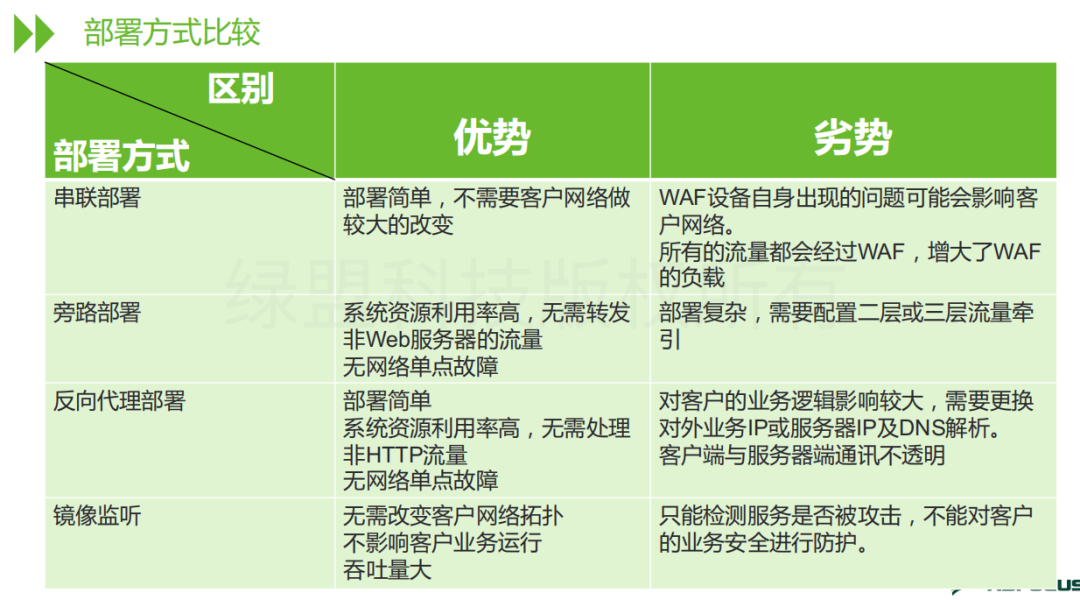 部署方式比较
区别
部署方式
优势
劣势
串联部署
部署简单，不需要客户网络做
较大的改变
WAF设备自身出现的问题可能会影响客
户网络。
所有的流量都会经过WAF，增大了WAF
的负载
旁路部署
系统资源利用率高，无需转发
非Web服务器的流量
无网络单点故障
部署复杂，需要配置二层或三层流量牵
引
反向代理部署
部署简单
系统资源利用率高，无需处理
非HTTP流量
无网络单点故障
对客户的业务逻辑影响较大，需要更换
对外业务IP或服务器IP及DNS解析。
客户端与服务器端通讯不透明
镜像监听
无需改变客户网络拓扑
不影响客户业务运行
吞吐量大
只能检测服务是否被攻击，不能对客户
的业务安全进行防护。
绿盟科技版权所有